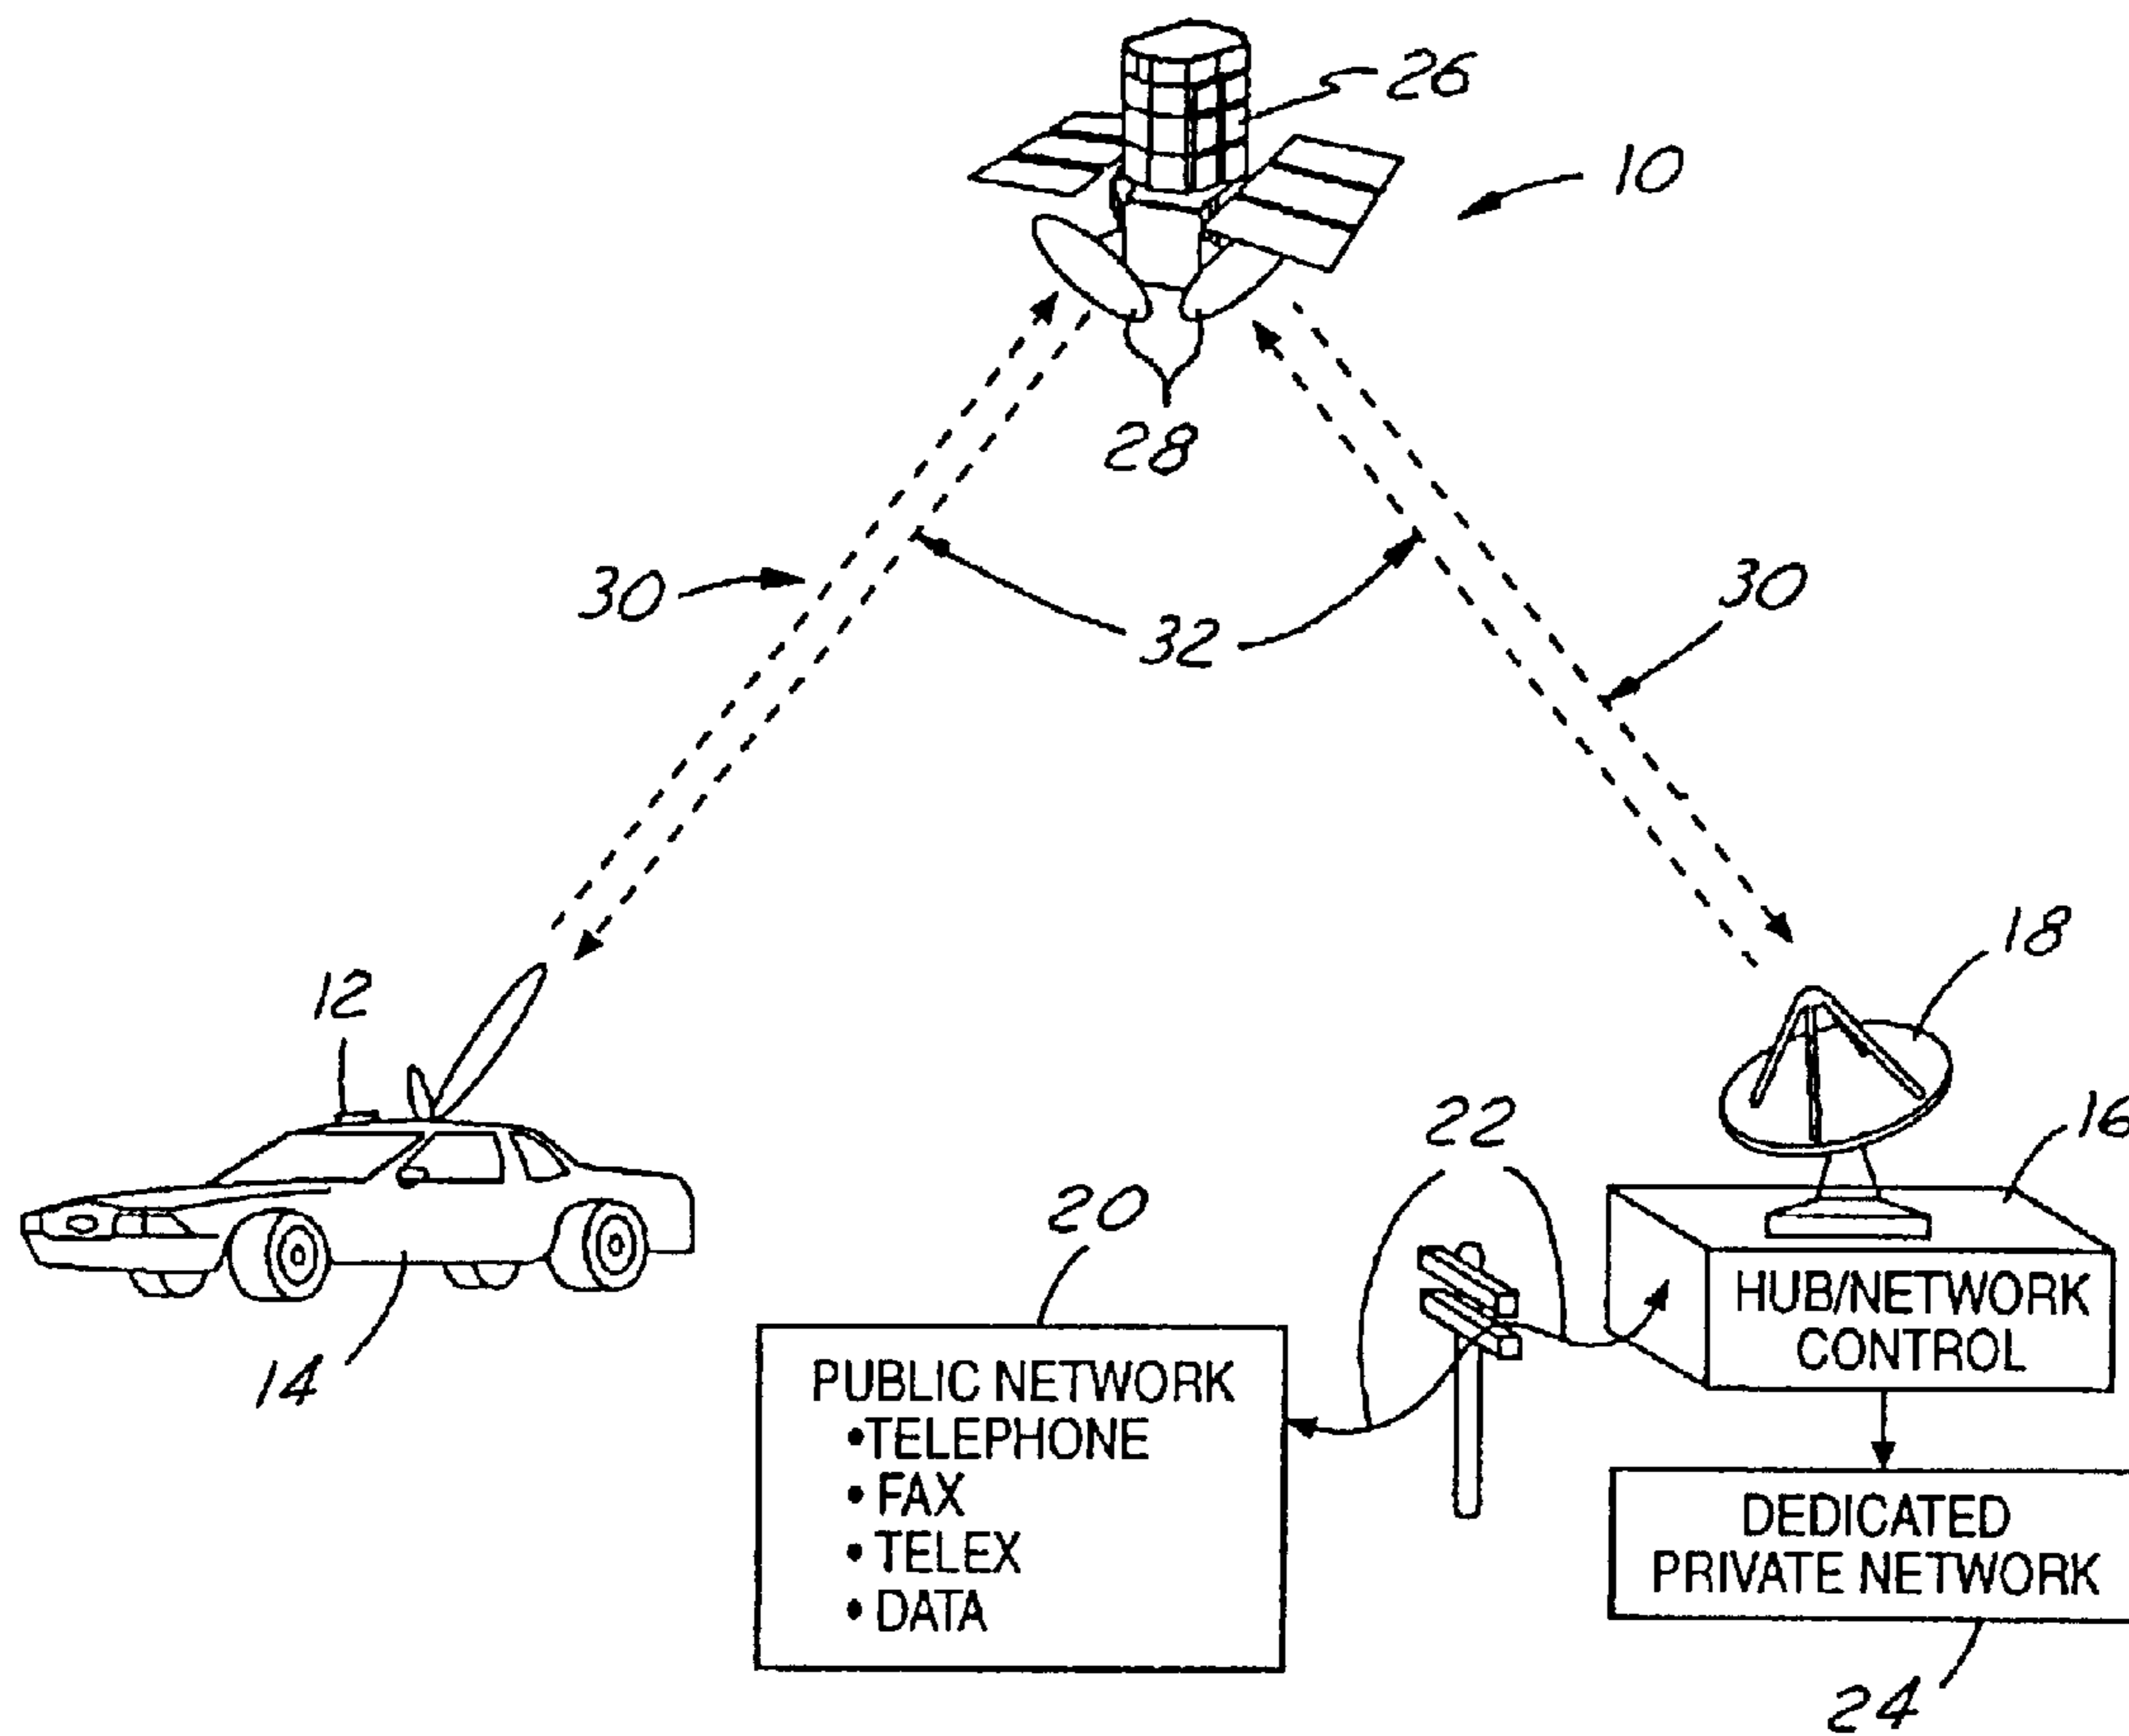 26
10
28
30
32
30
18
12
22
16
20
HUB/NETWORK
CONTROL
14
PUBLIC NETWORK
•TELEPHONE
• FAX
• TELEX
• DATA
DEDICATED
PRIVATE NETWORK
24